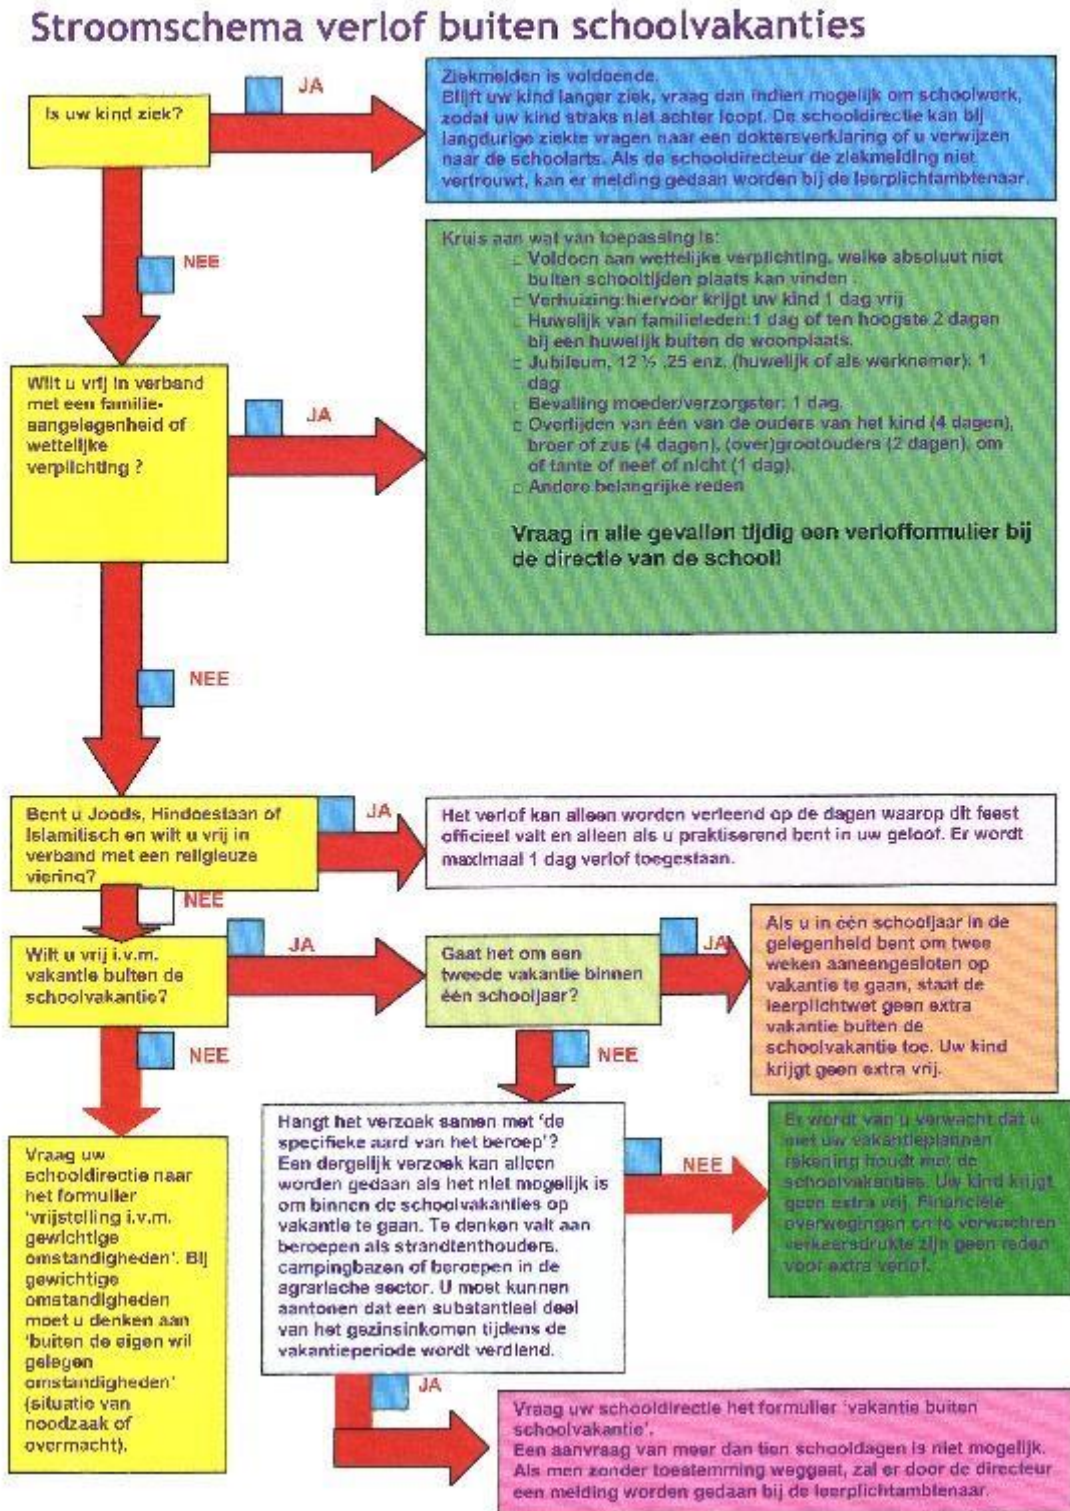 Stroomschema verlof buiten schoolvakanties
Is uw kind ziek?
JA
Ziekmelden is voldoende.
Blijft uw kind langer ziek, vraag dan indien mogelijk om schoolwerk,
zodat uw kind straks niet achter loopt. De schooldirectie kan bij
langdurige ziekte vragen naar een doktersverklaring of u verwijzen
naar de schoolarts. Als de schooldirecteur de ziekmelding niet
vertrouwt, kan er melding gedaan worden bij de leerplichtambtenaar.
NEE
Wilt u vrij in verband
met een familie-
aangelegenheid of
wettelijke
verplichting ?
JA
Kruis aan wat van toepassing is:
□ Voldoen aan wettelijke verplichting, welke absoluut niet
buiten schooltijden plaats kan vinden .
□ Verhuizing:hiervoor krijgt uw kind 1 dag vrij
□ Huwelijk van familieleden:1 dag of ten hoogste 2 dagen
bij een huwelijk buiten de woonplaats.
□ Jubileum, 12 ½ ,25 enz. (huwelijk of als werknemer): 1
dag
□ Bevalling moeder/verzorgster: 1 dag.
□ Overlijden van één van de ouders van het kind (4 dagen),
broer of zus (4 dagen), (over)grootouders (2 dagen), om
of tante of neef of nicht (1 dag).
□ Andere belangrijke reden
Vraag in alle gevallen tijdig een verlofformulier bij
de directie van de school!
NEE
Bent u Joods, Hindoestaan of
Islamitisch en wilt u vrij in
verband met een religieuze
viering?
JA
Het verlof kan alleen worden verleend op de dagen waarop dit feest
officieel valt en alleen als u praktiserend bent in uw geloof. Er wordt
maximaal 1 dag verlof toegestaan.
NEE
Wilt u vrij i.v.m.
vakantie buiten de
schoolvakantie?
JA
Gaat het om een
tweede vakantie binnen
één schooljaar?
JA
Als u in één schooljaar in de
gelegenheid bent om twee
weken aaneengesloten op
vakantie te gaan, staat de
leerplichtwet geen extra
vakantie buiten de
schoolvakantie toe. Uw kind
krijgt geen extra vrij.
NEE
NEE
Vraag uw
schooldirectie naar
het formulier
'vrijstelling i.v.m.
gewichtige
omstandigheden'. Bij
gewichtige
omstandigheden
moet u denken aan
'buiten de eigen wil
gelegen
omstandigheden'
(situatie van
noodzaak of
overmacht).
Hangt het verzoek samen met 'de
specifieke aard van het beroep'?
Een dergelijk verzoek kan alleen
worden gedaan als het niet mogelijk is
om binnen de schoolvakanties op
vakantie te gaan. Te denken valt aan
beroepen als strandtenthouders,
campingbazen of beroepen in de
agrarische sector. U moet kunnen
aantonen dat een substantieel deel
van het gezinsinkomen tijdens de
vakantieperiode wordt verdiend.
NEE
Er wordt van u verwacht dat u
met uw vakantieplannen
rekening houdt met de
schoolvakanties. Uw kind krijgt
geen extra vrij. Financiële
overwegingen en te verwachten
verkeersdrukte zijn geen reden
voor extra verlof.
JA
Vraag uw schooldirectie het formulier 'vakantie buiten
schoolvakantie'.
Een aanvraag van meer dan tien schooldagen is niet mogelijk.
Als men zonder toestemming weggaat, zal er door de directeur
een melding worden gedaan bij de leerplichtambtenaar.